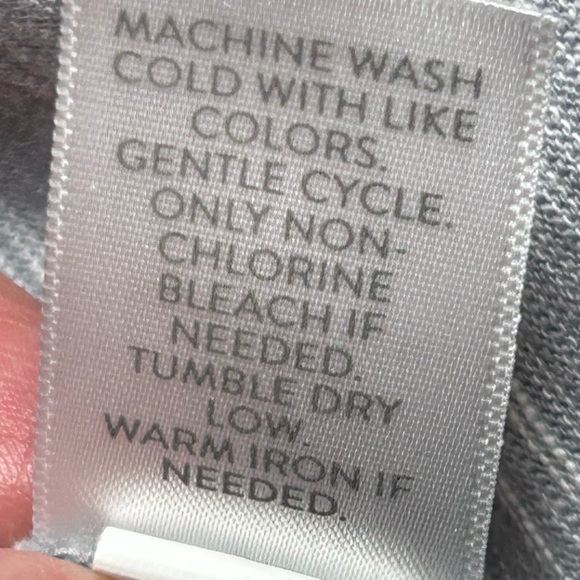 MACHINE WASH
COLD WITH LIKE
COLORS.
GENTLE CYCLE.
ONLY NON-
CHLORINE
BLEACH IF
NEEDED.
TUMBLE DRY
LOW.
WARM IRON IF
NEEDED.